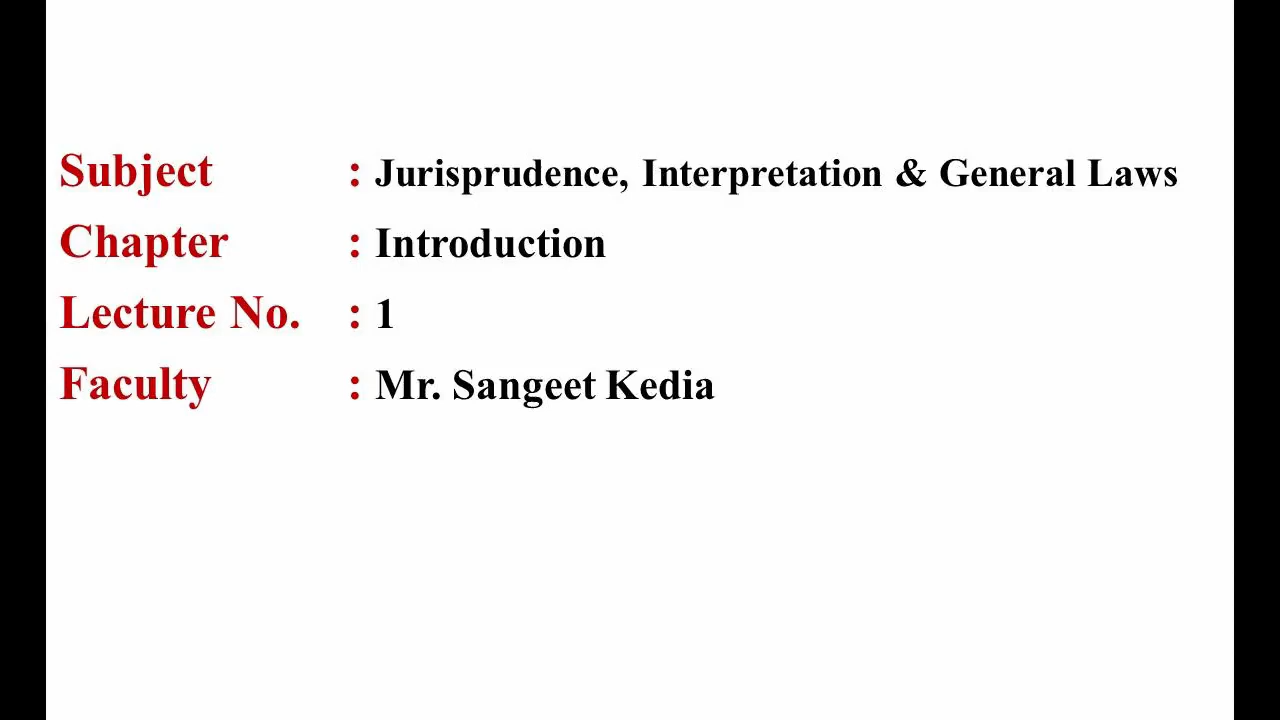 Subject : Jurisprudence, Interpretation & General Laws
Chapter : Introduction
Lecture No. : 1
Faculty : Mr. Sangeet Kedia